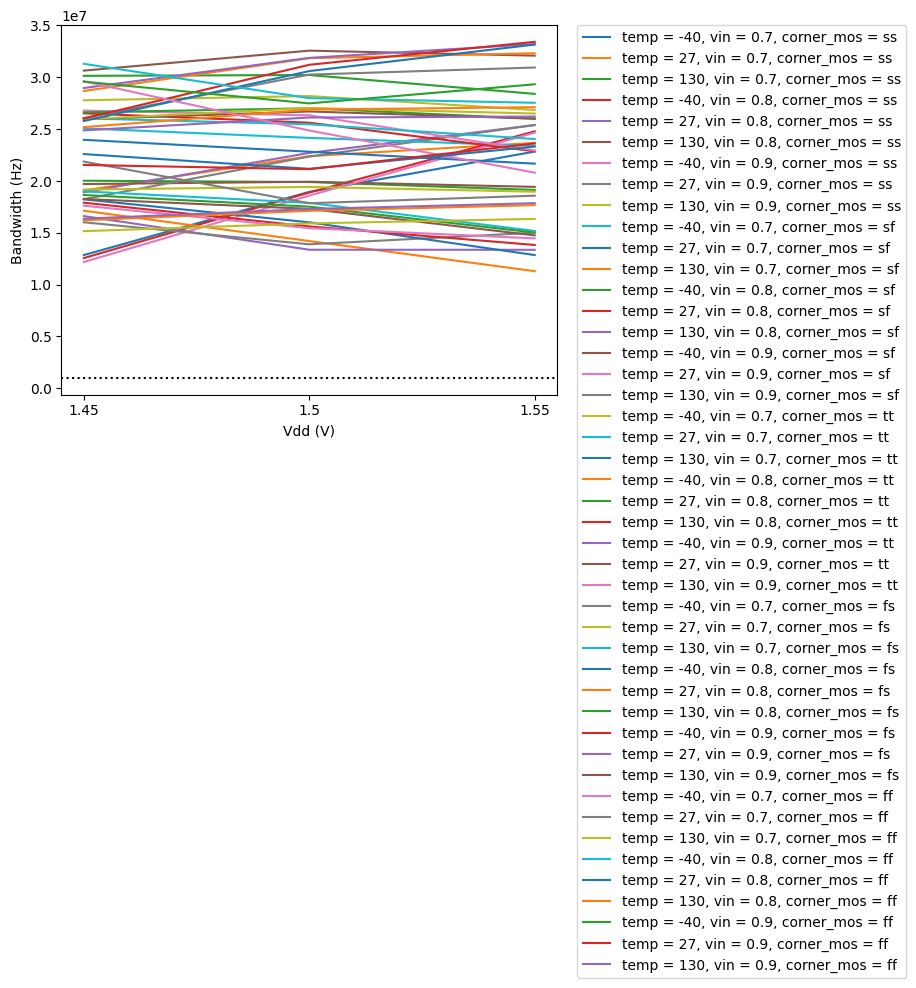 1e7
3.5
3.0
2.5
2.0
1.5
1.0
0.5
0.0
Bandwidth (Hz)
1.45
1.5
1.55
Vdd (V)
temp = -40, vin = 0.7, corner_mos = ss
temp = 27, vin = 0.7, corner_mos = ss
temp = 130, vin = 0.7, corner_mos = ss
temp = -40, vin = 0.8, corner_mos = ss
temp = 27, vin = 0.8, corner_mos = ss
temp = 130, vin = 0.8, corner_mos = ss
temp = -40, vin = 0.9, corner_mos = ss
temp = 27, vin = 0.9, corner_mos = ss
temp = 130, vin = 0.9, corner_mos = ss
temp = -40, vin = 0.7, corner_mos = sf
temp = 27, vin = 0.7, corner_mos = sf
temp = 130, vin = 0.7, corner_mos = sf
temp = -40, vin = 0.8, corner_mos = sf
temp = 27, vin = 0.8, corner_mos = sf
temp = 130, vin = 0.8, corner_mos = sf
temp = -40, vin = 0.9, corner_mos = sf
temp = 27, vin = 0.9, corner_mos = sf
temp = 130, vin = 0.9, corner_mos = sf
temp = -40, vin = 0.7, corner_mos = tt
temp = 27, vin = 0.7, corner_mos = tt
temp = 130, vin = 0.7, corner_mos = tt
temp = -40, vin = 0.8, corner_mos = tt
temp = 27, vin = 0.8, corner_mos = tt
temp = 130, vin = 0.8, corner_mos = tt
temp = -40, vin = 0.9, corner_mos = tt
temp = 27, vin = 0.9, corner_mos = tt
temp = 130, vin = 0.9, corner_mos = tt
temp = -40, vin = 0.7, corner_mos = fs
temp = 27, vin = 0.7, corner_mos = fs
temp = 130, vin = 0.7, corner_mos = fs
temp = -40, vin = 0.8, corner_mos = fs
temp = 27, vin = 0.8, corner_mos = fs
temp = 130, vin = 0.8, corner_mos = fs
temp = -40, vin = 0.9, corner_mos = fs
temp = 27, vin = 0.9, corner_mos = fs
temp = 130, vin = 0.9, corner_mos = fs
temp = -40, vin = 0.7, corner_mos = ff
temp = 27, vin = 0.7, corner_mos = ff
temp = 130, vin = 0.7, corner_mos = ff
temp = -40, vin = 0.8, corner_mos = ff
temp = 27, vin = 0.8, corner_mos = ff
temp = 130, vin = 0.8, corner_mos = ff
temp = -40, vin = 0.9, corner_mos = ff
temp = 27, vin = 0.9, corner_mos = ff
temp = 130, vin = 0.9, corner_mos = ff